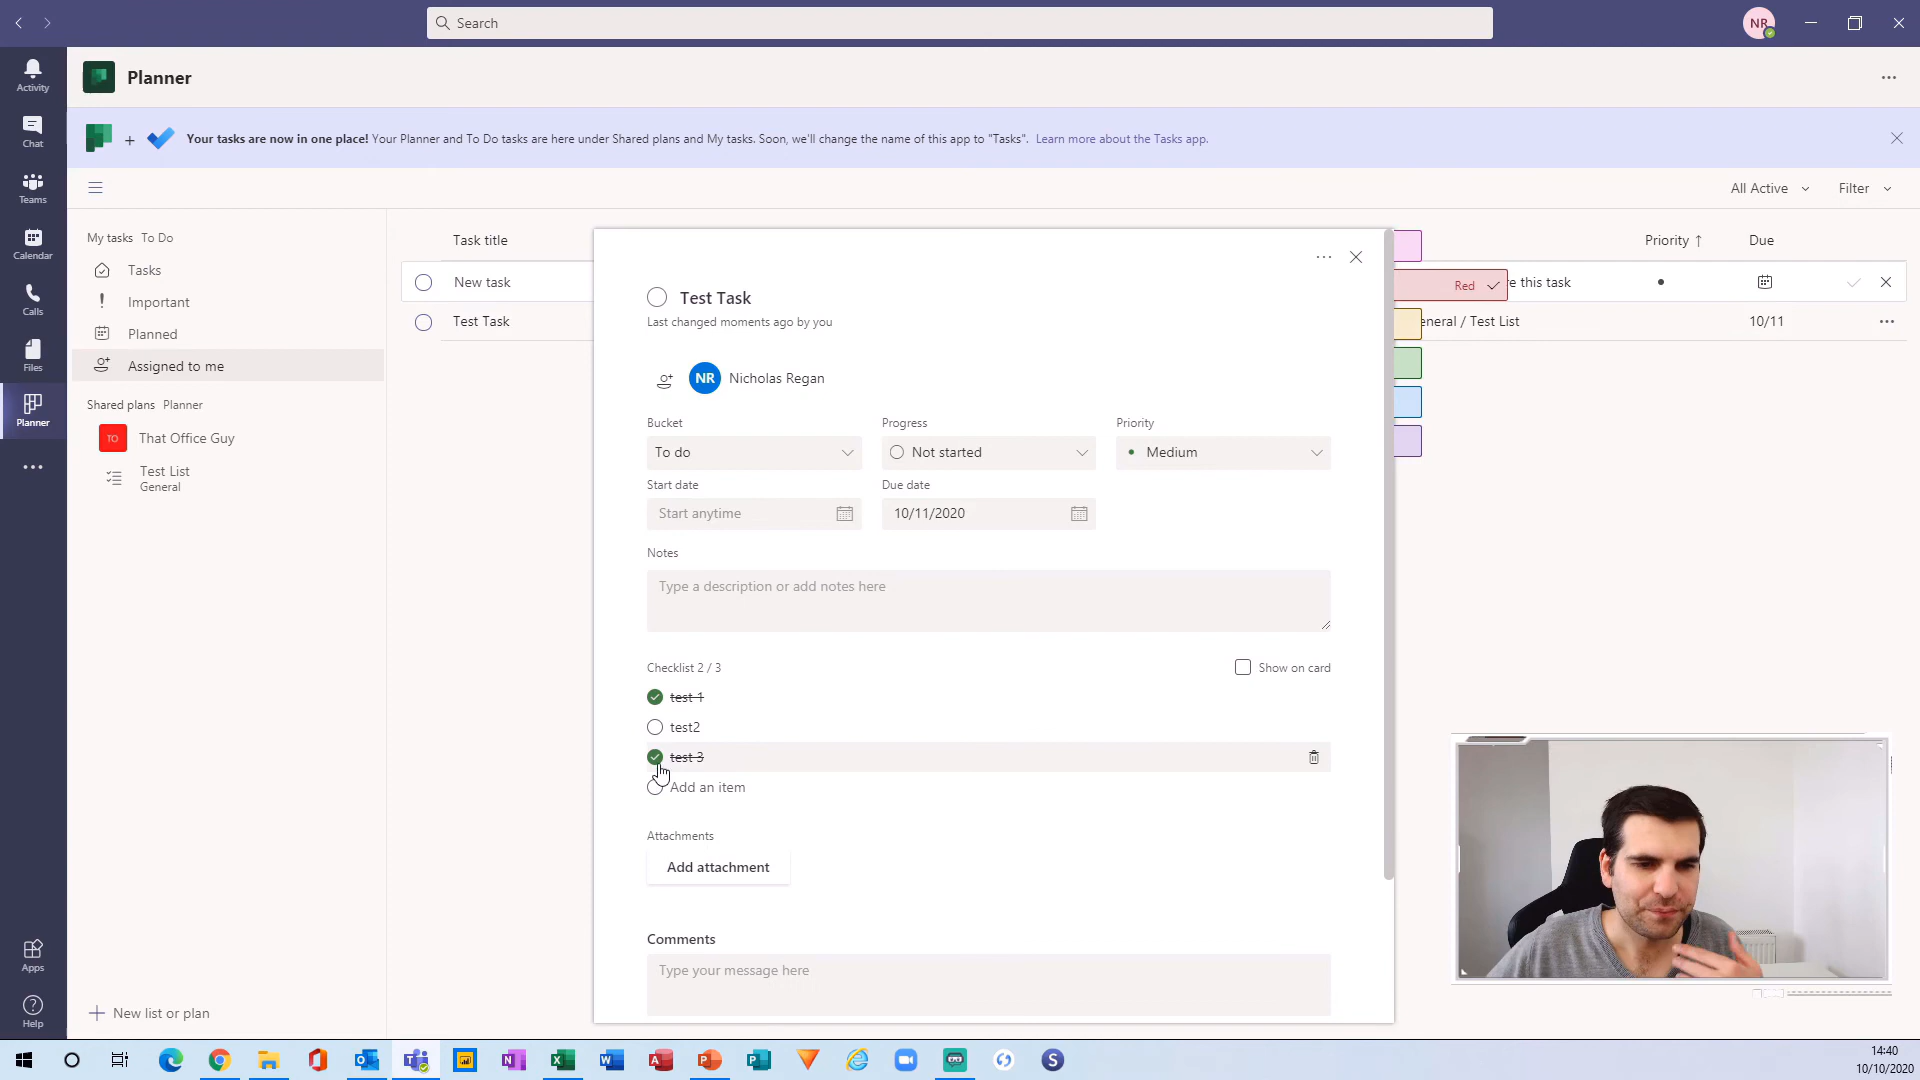 Search
NR
Activity
Chat
Teams
Calendar
Calls
Files
Planner
Apps
Help
Planner
+ Your tasks are now in one place! Your Planner and To Do tasks are here under Shared plans and My tasks. Soon, we'll change the name of this app to "Tasks". Learn more about the Tasks app.
All Active
Filter
My tasks To Do
Tasks
Important
Planned
Assigned to me
Shared plans Planner
TO That Office Guy
Test List
General
New list or plan
Task title
Priority ↑
Due
New task
e this task
Test Task
eneral / Test List
10/11
Red
Test Task
Last changed moments ago by you
NR Nicholas Regan
Bucket
Progress
Priority
To do
Not started
Medium
Start date
Due date
Start anytime
10/11/2020
Notes
Type a description or add notes here
Checklist 2 / 3
Show on card
test 1
test2
test 3
Add an item
Attachments
Add attachment
Comments
Type your message here
14:40
10/10/2020